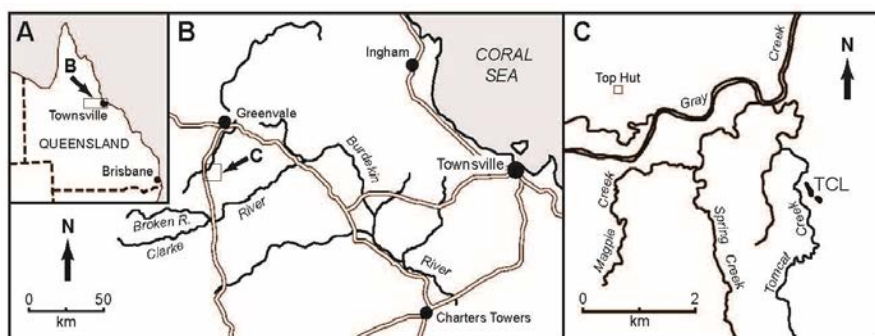 A
B
Townsville
QUEENSLAND
Brisbane
N
0 50
km
B
Ingham
CORAL
SEA
Greenvale
C
Burdekin
Townsville
Broken R.
River
Clarke
River
Charters Towers
C
Creek
N
Top Hut
Gray
TCL
Magpie
Creek
Spring
Creek
Tomcat
Creek
0 2
km